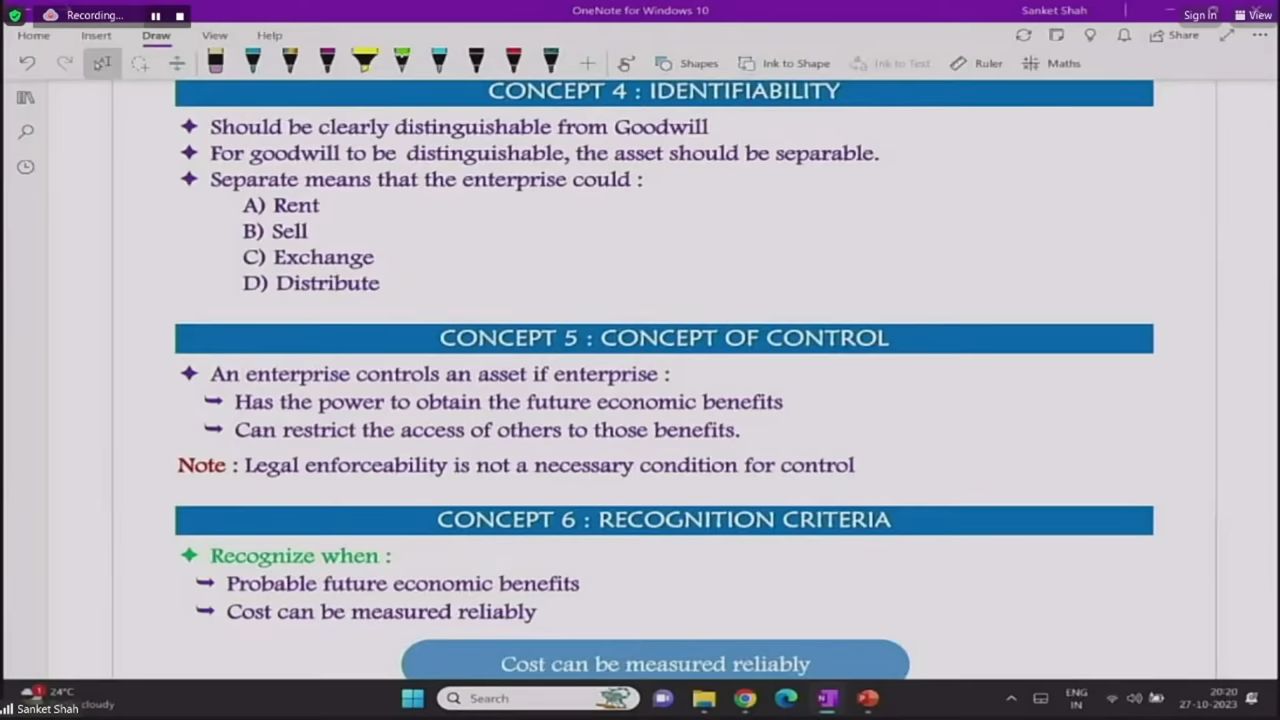 Recording...
OneNote for Windows 10
Sanket Shah
Sign in
View
Home
Insert
Draw
View
Help
Share
Shapes
Ink to Shape
Ink to Text
Ruler
Maths
CONCEPT 4 : IDENTIFIABILITY
Should be clearly distinguishable from Goodwill
For goodwill to be distinguishable, the asset should be separable.
Separate means that the enterprise could :
A) Rent
B) Sell
C) Exchange
D) Distribute
CONCEPT 5 : CONCEPT OF CONTROL
An enterprise controls an asset if enterprise :
Has the power to obtain the future economic benefits
Can restrict the access of others to those benefits.
Note : Legal enforceability is not a necessary condition for control
CONCEPT 6 : RECOGNITION CRITERIA
Recognize when :
Probable future economic benefits
Cost can be measured reliably
Cost can be measured reliably
1
24°C
cloudy
Sanket Shah
Search
ENG
IN
20:20
27-10-2023